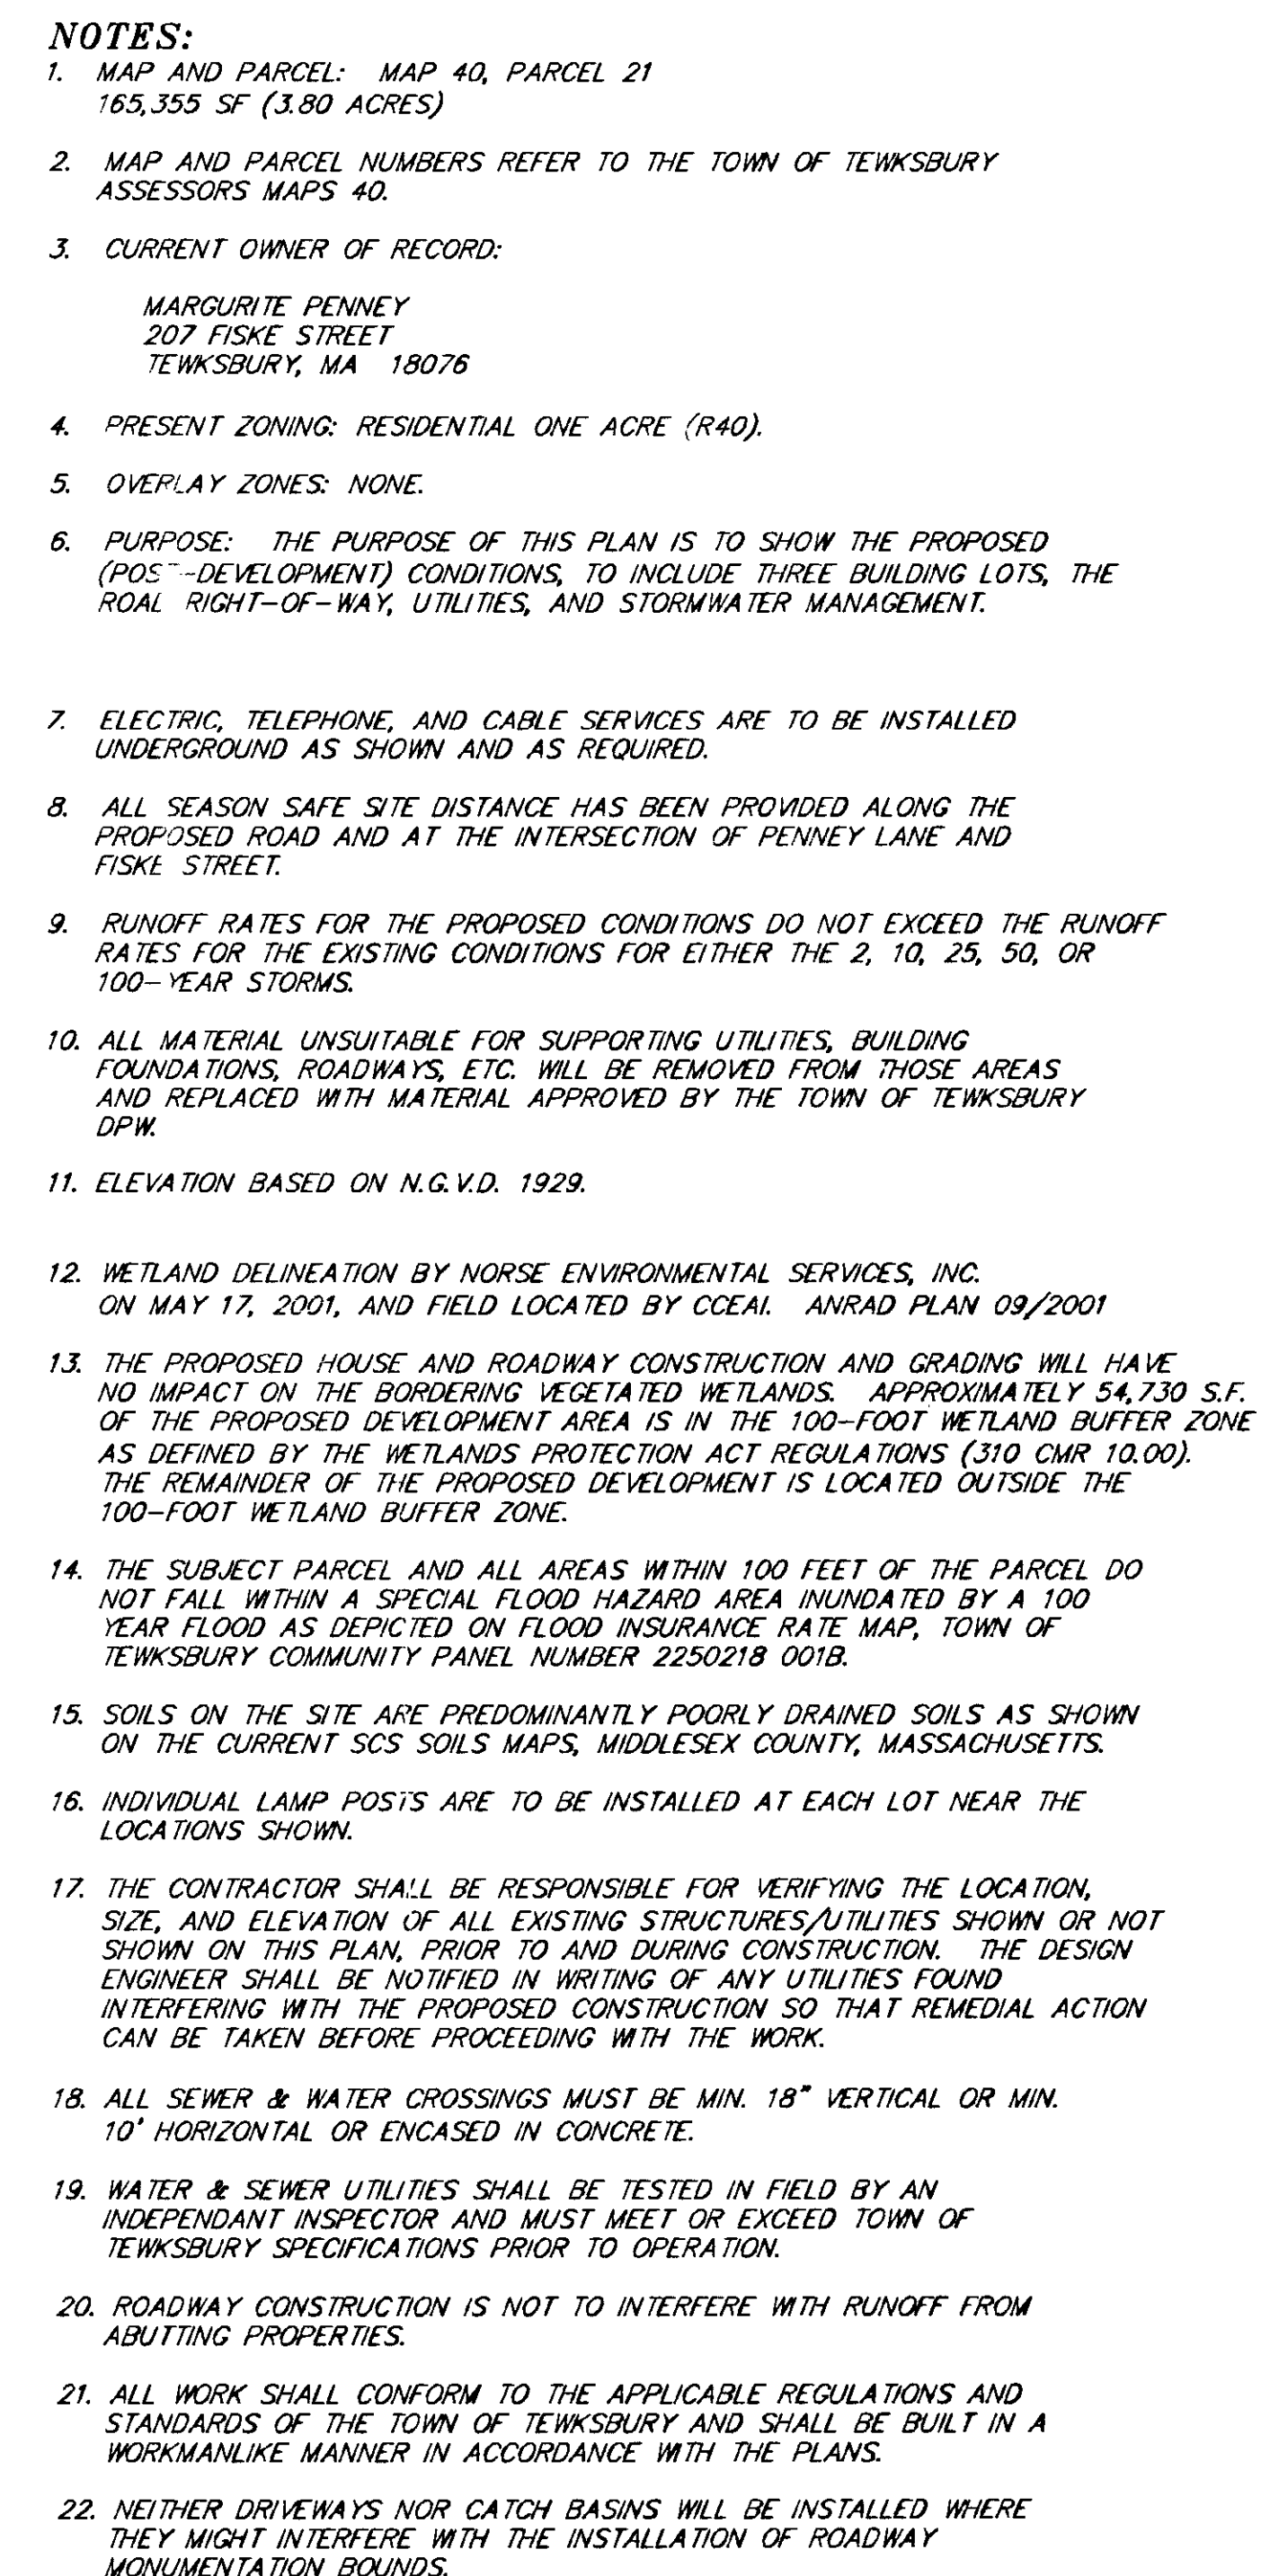 NOTES:
1. MAP AND PARCEL: MAP 40, PARCEL 21
165,355 SF (3.80 ACRES)
2. MAP AND PARCEL NUMBERS REFER TO THE TOWN OF TEWKSBURY
ASSESSORS MAPS 40.
3. CURRENT OWNER OF RECORD:
MARGURITE PENNEY
207 FISKE STREET
TEWKSBURY, MA 18076
4. PRESENT ZONING: RESIDENTIAL ONE ACRE (R40).
5. OVERLAY ZONES: NONE.
6. PURPOSE: THE PURPOSE OF THIS PLAN IS TO SHOW THE PROPOSED
(POST-DEVELOPMENT) CONDITIONS, TO INCLUDE THREE BUILDING LOTS, THE
ROAD RIGHT-OF-WAY, UTILITIES, AND STORMWATER MANAGEMENT.
7. ELECTRIC, TELEPHONE, AND CABLE SERVICES ARE TO BE INSTALLED
UNDERGROUND AS SHOWN AND AS REQUIRED.
8. ALL SEASON SAFE SITE DISTANCE HAS BEEN PROVIDED ALONG THE
PROPOSED ROAD AND AT THE INTERSECTION OF PENNEY LANE AND
FISKE STREET.
9. RUNOFF RATES FOR THE PROPOSED CONDITIONS DO NOT EXCEED THE RUNOFF
RATES FOR THE EXISTING CONDITIONS FOR EITHER THE 2, 10, 25, 50, OR
100-YEAR STORMS.
10. ALL MATERIAL UNSUITABLE FOR SUPPORTING UTILITIES, BUILDING
FOUNDATIONS, ROADWAYS, ETC. WILL BE REMOVED FROM THOSE AREAS
AND REPLACED WITH MATERIAL APPROVED BY THE TOWN OF TEWKSBURY
DPW.
11. ELEVATION BASED ON N.G.V.D. 1929.
12. WETLAND DELINEATION BY NORSE ENVIRONMENTAL SERVICES, INC.
ON MAY 17, 2001, AND FIELD LOCATED BY CCEAI. ANRAD PLAN 09/2001
13. THE PROPOSED HOUSE AND ROADWAY CONSTRUCTION AND GRADING WILL HAVE
NO IMPACT ON THE BORDERING VEGETATED WETLANDS. APPROXIMATELY 54,730 S.F.
OF THE PROPOSED DEVELOPMENT AREA IS IN THE 100-FOOT WETLAND BUFFER ZONE
AS DEFINED BY THE WETLANDS PROTECTION ACT REGULATIONS (310 CMR 10.00).
THE REMAINDER OF THE PROPOSED DEVELOPMENT IS LOCATED OUTSIDE THE
100-FOOT WETLAND BUFFER ZONE.
14. THE SUBJECT PARCEL AND ALL AREAS WITHIN 100 FEET OF THE PARCEL DO
NOT FALL WITHIN A SPECIAL FLOOD HAZARD AREA INUNDATED BY A 100
YEAR FLOOD AS DEPICTED ON FLOOD INSURANCE RATE MAP, TOWN OF
TEWKSBURY COMMUNITY PANEL NUMBER 2250218 001B.
15. SOILS ON THE SITE ARE PREDOMINANTLY POORLY DRAINED SOILS AS SHOWN
ON THE CURRENT SCS SOILS MAPS, MIDDLESEX COUNTY, MASSACHUSETTS.
16. INDIVIDUAL LAMP POSTS ARE TO BE INSTALLED AT EACH LOT NEAR THE
LOCATIONS SHOWN.
17. THE CONTRACTOR SHALL BE RESPONSIBLE FOR VERIFYING THE LOCATION,
SIZE, AND ELEVATION OF ALL EXISTING STRUCTURES/UTILITIES SHOWN OR NOT
SHOWN ON THIS PLAN, PRIOR TO AND DURING CONSTRUCTION. THE DESIGN
ENGINEER SHALL BE NOTIFIED IN WRITING OF ANY UTILITIES FOUND
INTERFERING WITH THE PROPOSED CONSTRUCTION SO THAT REMEDIAL ACTION
CAN BE TAKEN BEFORE PROCEEDING WITH THE WORK.
18. ALL SEWER & WATER CROSSINGS MUST BE MIN. 18" VERTICAL OR MIN.
10' HORIZONTAL OR ENCASED IN CONCRETE.
19. WATER & SEWER UTILITIES SHALL BE TESTED IN FIELD BY AN
INDEPENDANT INSPECTOR AND MUST MEET OR EXCEED TOWN OF
TEWKSBURY SPECIFICATIONS PRIOR TO OPERATION.
20. ROADWAY CONSTRUCTION IS NOT TO INTERFERE WITH RUNOFF FROM
ABUTTING PROPERTIES.
21. ALL WORK SHALL CONFORM TO THE APPLICABLE REGULATIONS AND
STANDARDS OF THE TOWN OF TEWKSBURY AND SHALL BE BUILT IN A
WORKMANLIKE MANNER IN ACCORDANCE WITH THE PLANS.
22. NEITHER DRIVEWAYS NOR CATCH BASINS WILL BE INSTALLED WHERE
THEY MIGHT INTERFERE WITH THE INSTALLATION OF ROADWAY
MONUMENTATION BOUNDS.